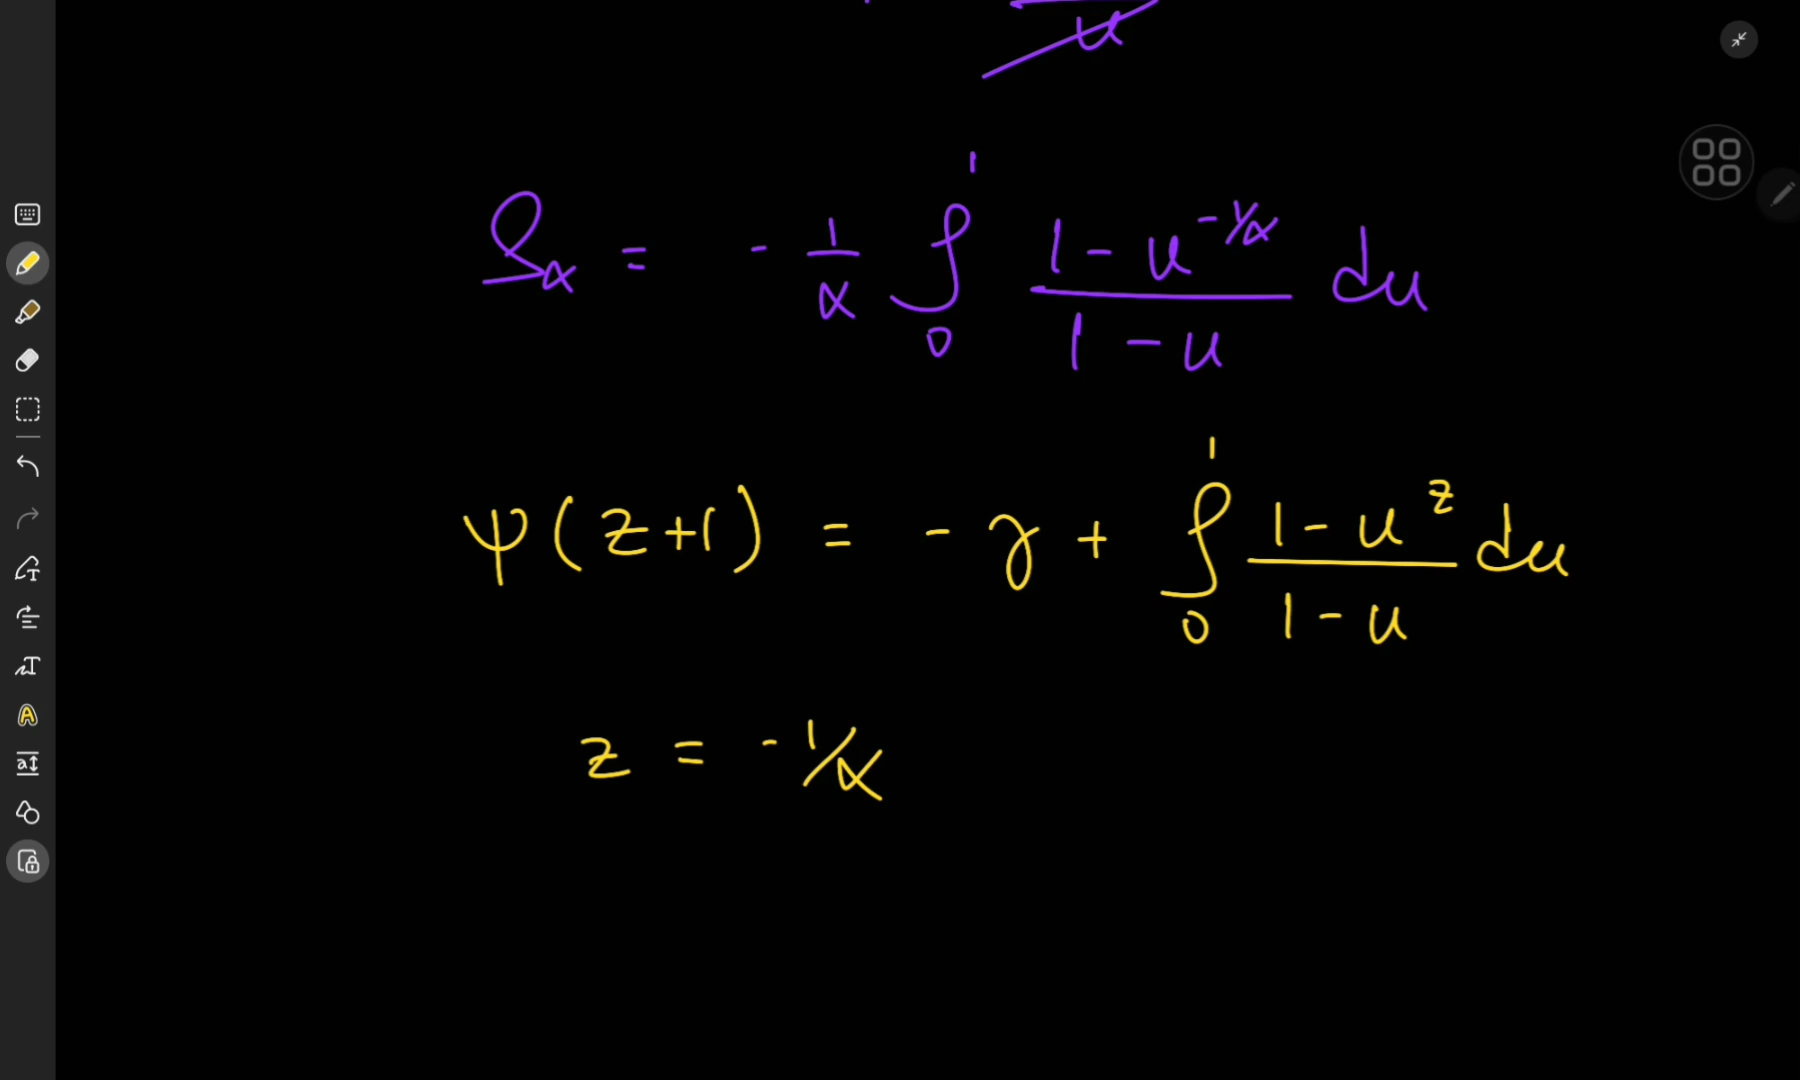 u
S_α = - 1/α ∫_0^1 (1 - u^{-1/α})/(1 - u) du
ψ(z+1) = - γ + ∫_0^1 (1 - u^z)/(1 - u) du
z = - 1/α